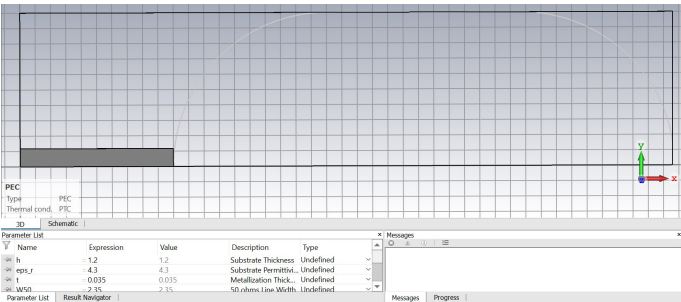 y
x
PEC
Type PEC
Thermal cond. PTC
3D Schematic
Parameter List
Messages
Name Expression Value Description Type
h = 1.2 1.2 Substrate Thickness Undefined
eps_r = 4.3 4.3 Substrate Permittivi... Undefined
t = 0.035 0.035 Metallization Thick... Undefined
W50 = 2.35 2.35 50 ohms Line Width Undefined
Parameter List Result Navigator
Messages Progress